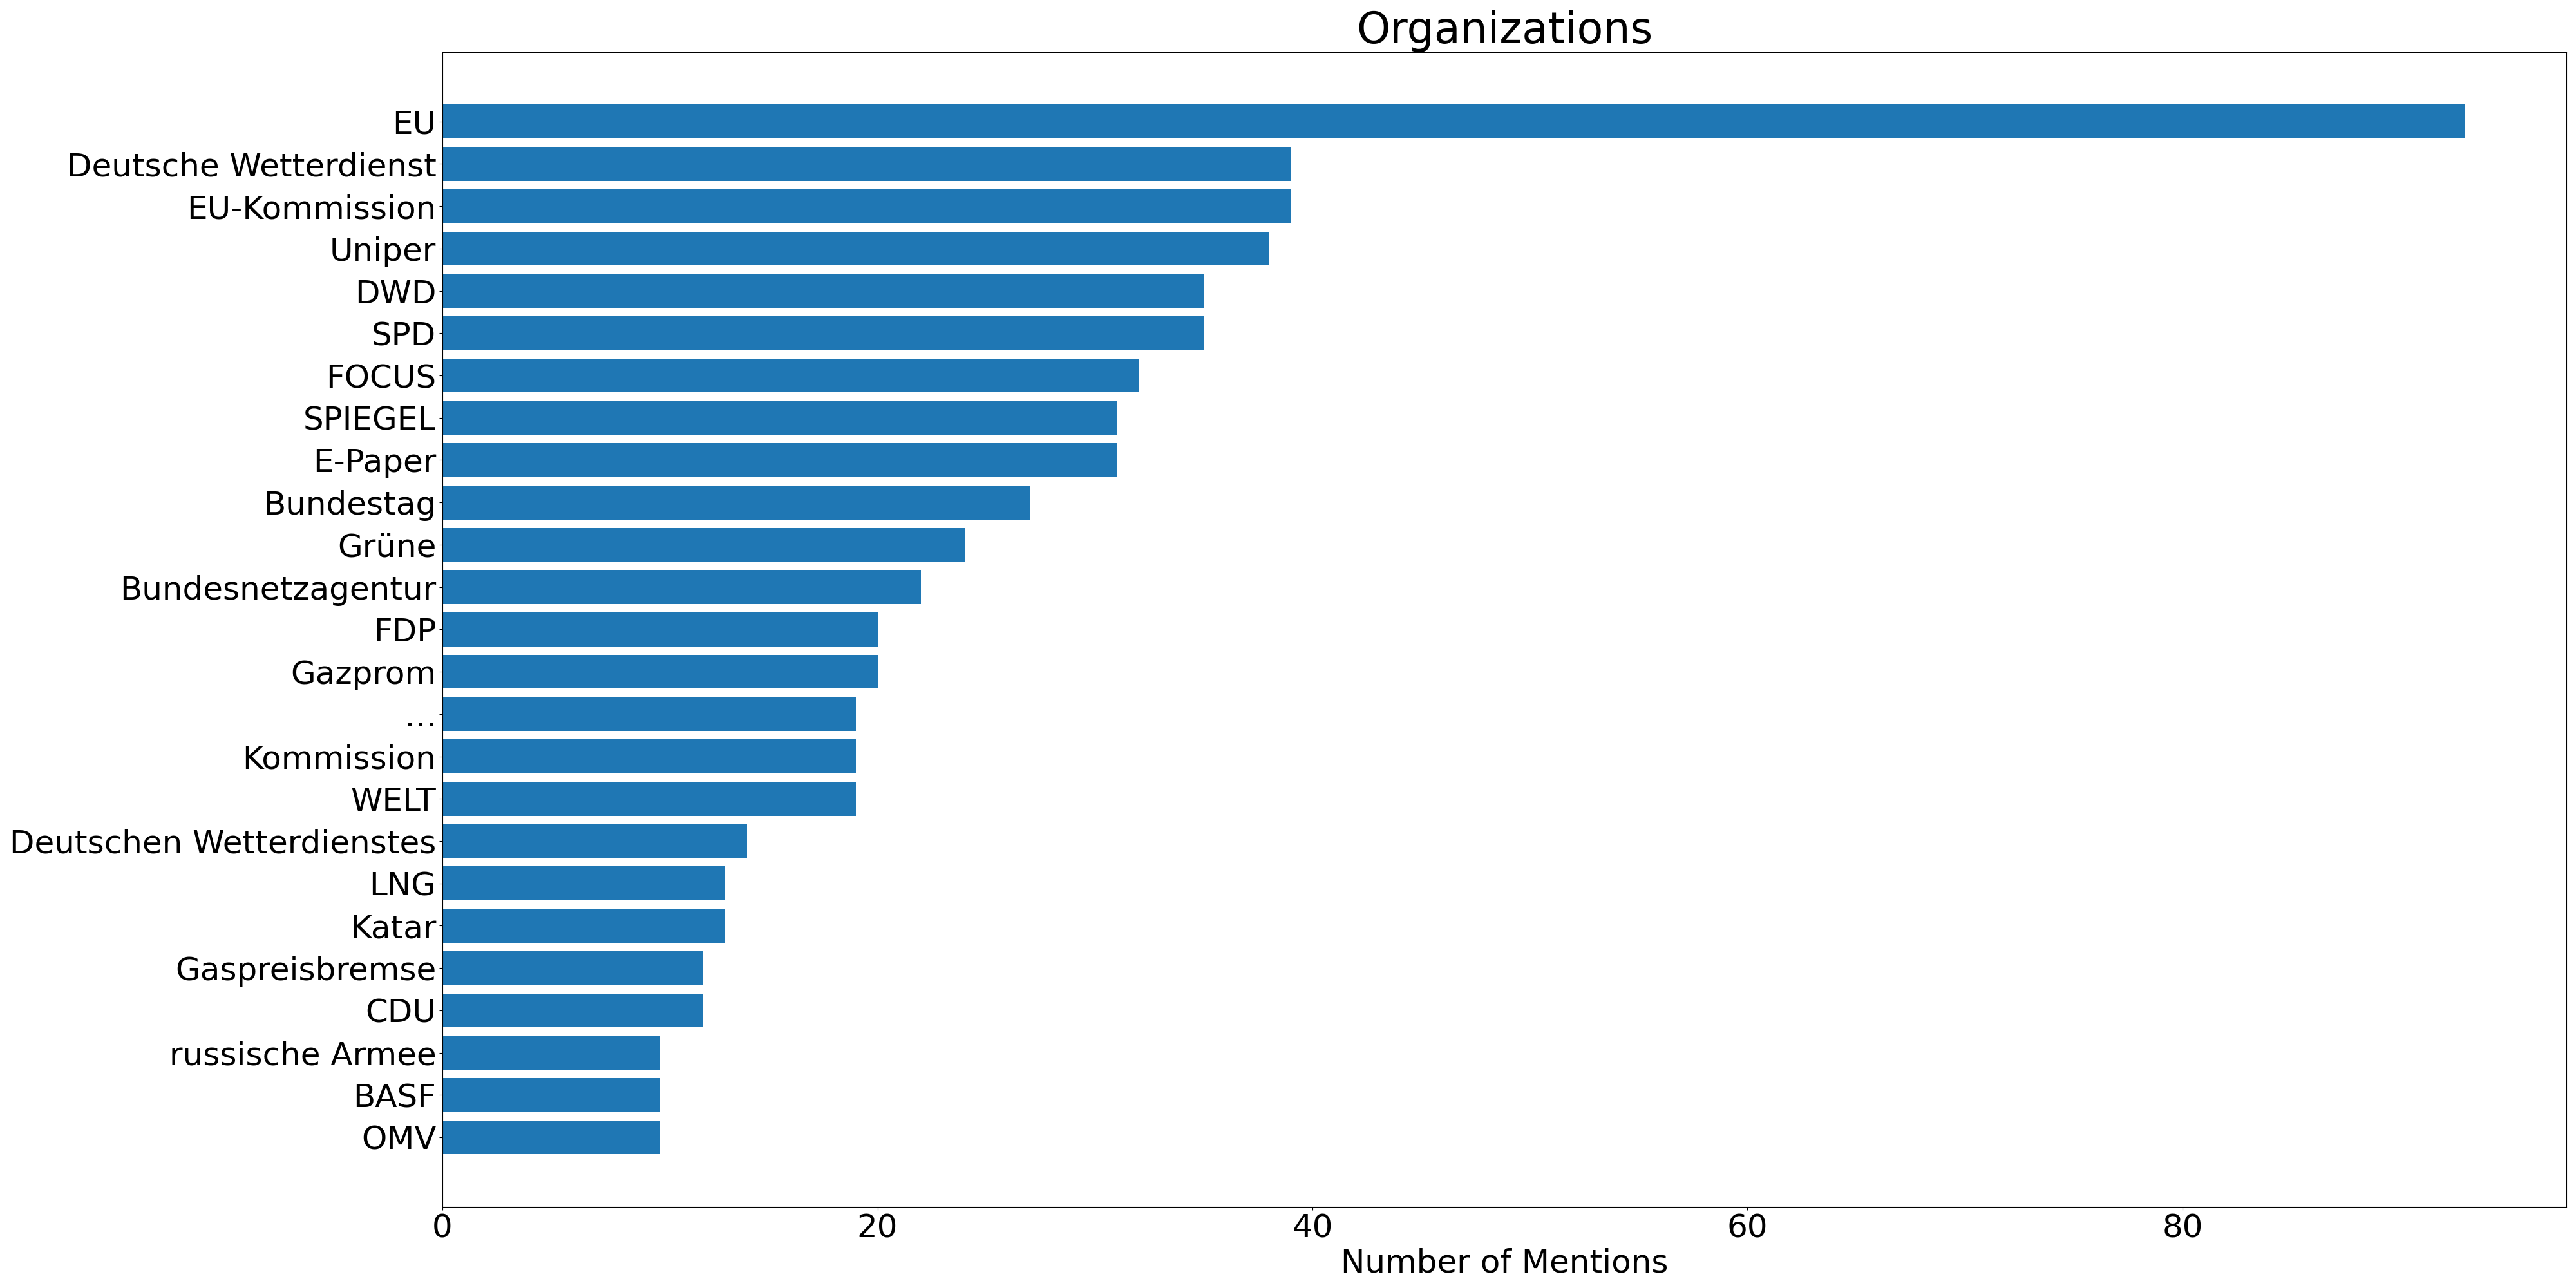 Organizations
EU
Deutsche Wetterdienst
EU-Kommission
Uniper
DWD
SPD
FOCUS
SPIEGEL
E-Paper
Bundestag
Grüne
Bundesnetzagentur
FDP
Gazprom
...
Kommission
WELT
Deutschen Wetterdienstes
LNG
Katar
Gaspreisbremse
CDU
russische Armee
BASF
OMV
0 20 40 60 80
Number of Mentions